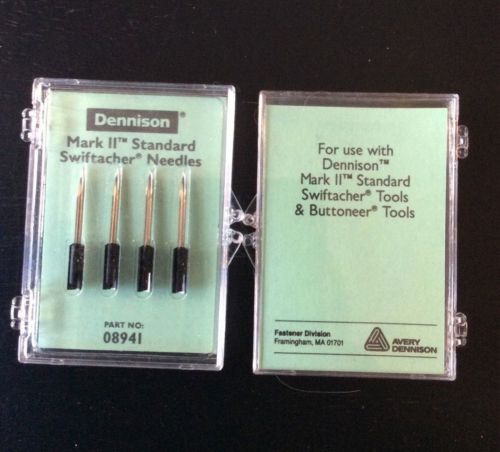 Dennison®
Mark II™ Standard
Swiftacher® Needles
PART NO:
08941
For use with
Dennison™
Mark II™ Standard
Swiftacher® Tools
& Buttoneer® Tools
Fastener Division
Framingham, MA 01701
AVERY
DENNISON